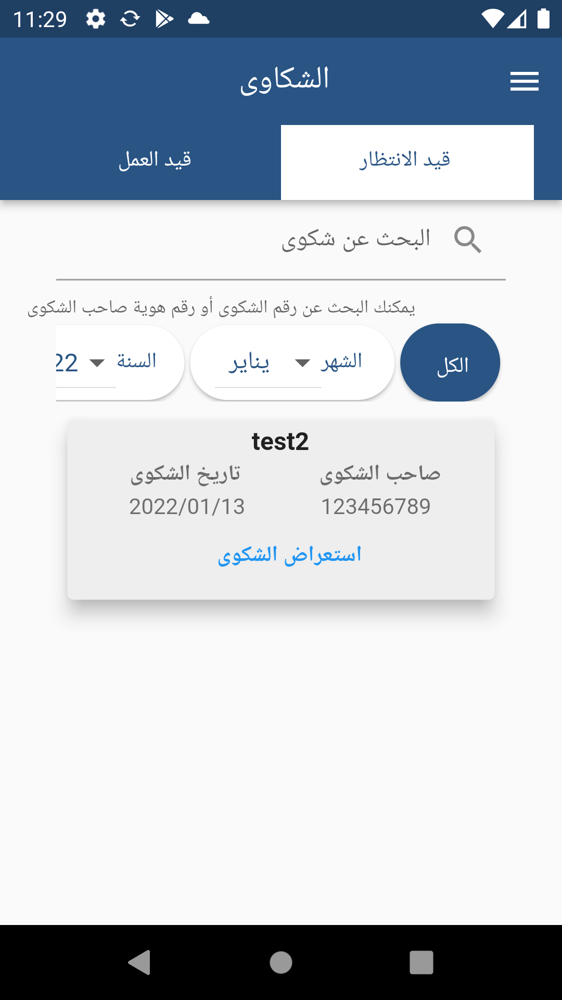 11:29
الشكاوى
قيد الانتظار
قيد العمل
البحث عن شكوى
يمكنك البحث عن رقم الشكوى أو رقم هوية صاحب الشكوى
الكل
الشهر يناير
السنة 22
test2
صاحب الشكوى تاريخ الشكوى
123456789 2022/01/13
استعراض الشكوى